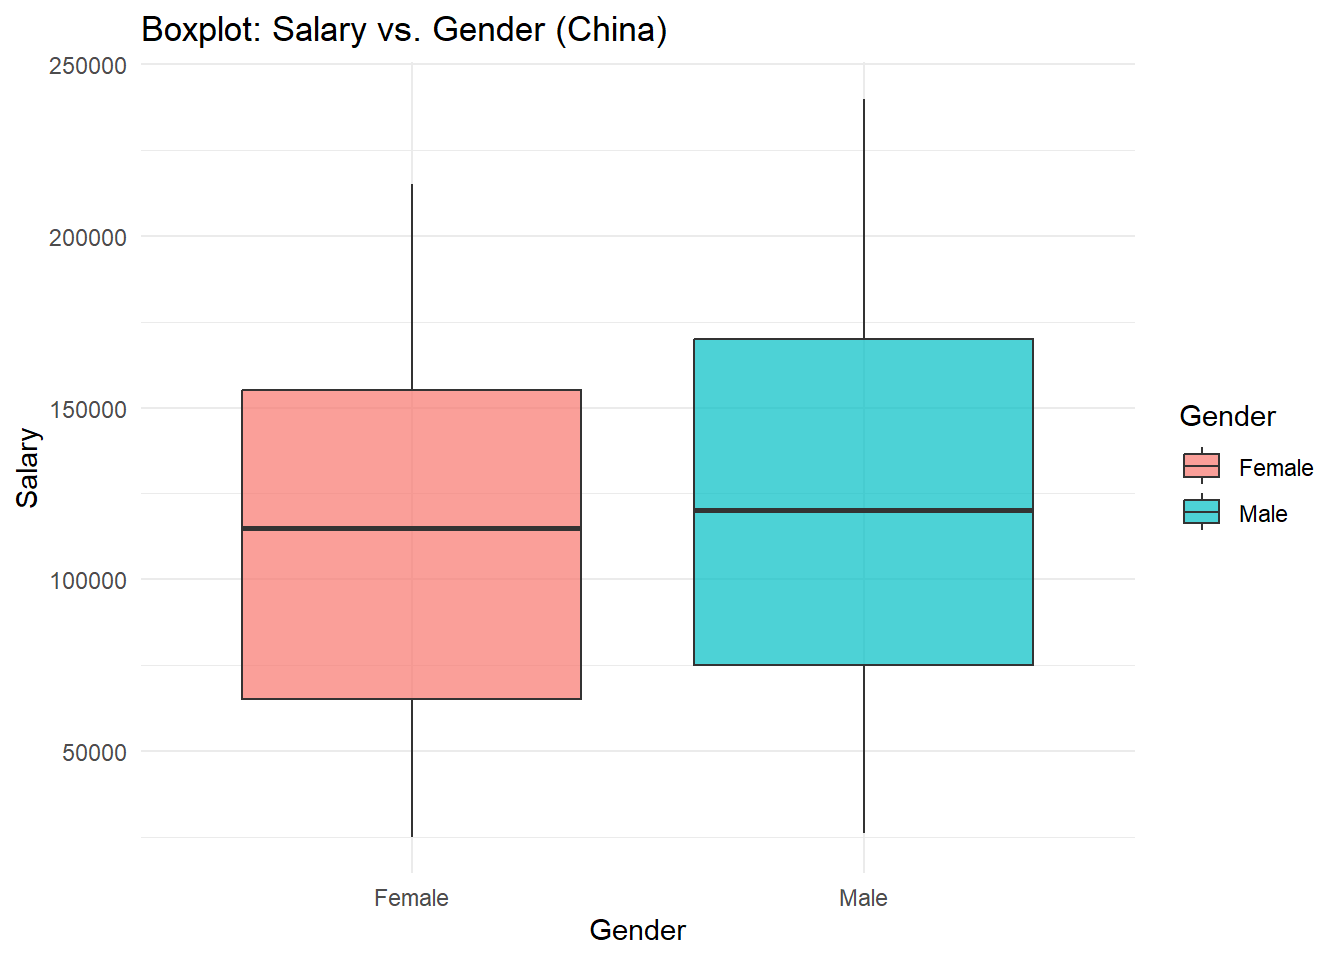 Boxplot: Salary vs. Gender (China)
250000
200000
150000
100000
50000
Salary
Female
Male
Gender
Gender
Female
Male